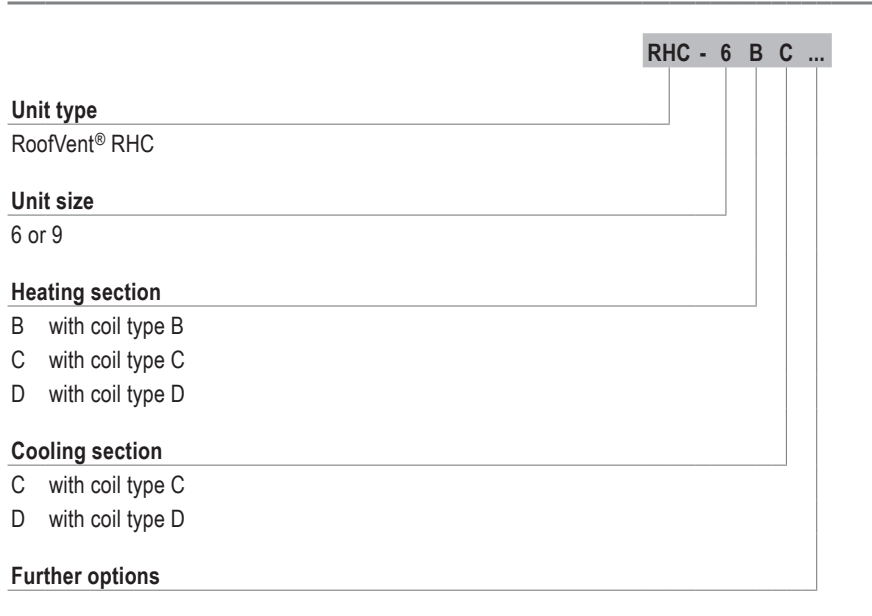 RHC - 6 B C ...
Unit type
RoofVent® RHC
Unit size
6 or 9
Heating section
B with coil type B
C with coil type C
D with coil type D
Cooling section
C with coil type C
D with coil type D
Further options